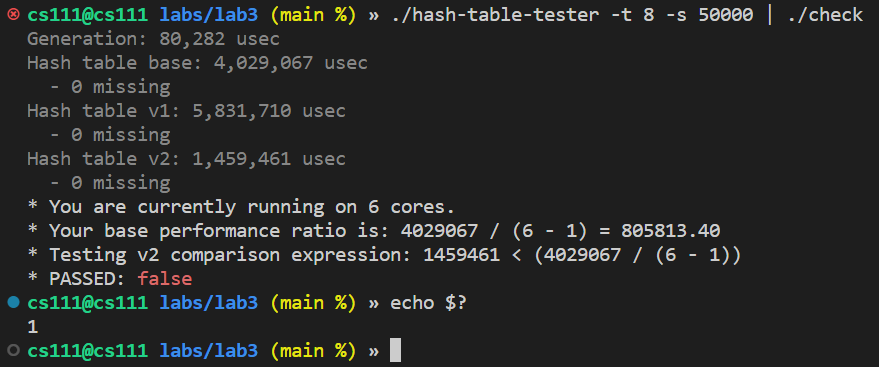 cs111@cs111 labs/lab3 (main %) » ./hash-table-tester -t 8 -s 50000 | ./check
Generation: 80,282 usec
Hash table base: 4,029,067 usec
  - 0 missing
Hash table v1: 5,831,710 usec
  - 0 missing
Hash table v2: 1,459,461 usec
  - 0 missing
* You are currently running on 6 cores.
* Your base performance ratio is: 4029067 / (6 - 1) = 805813.40
* Testing v2 comparison expression: 1459461 < (4029067 / (6 - 1))
* PASSED: false
cs111@cs111 labs/lab3 (main %) » echo $?
1
cs111@cs111 labs/lab3 (main %) »